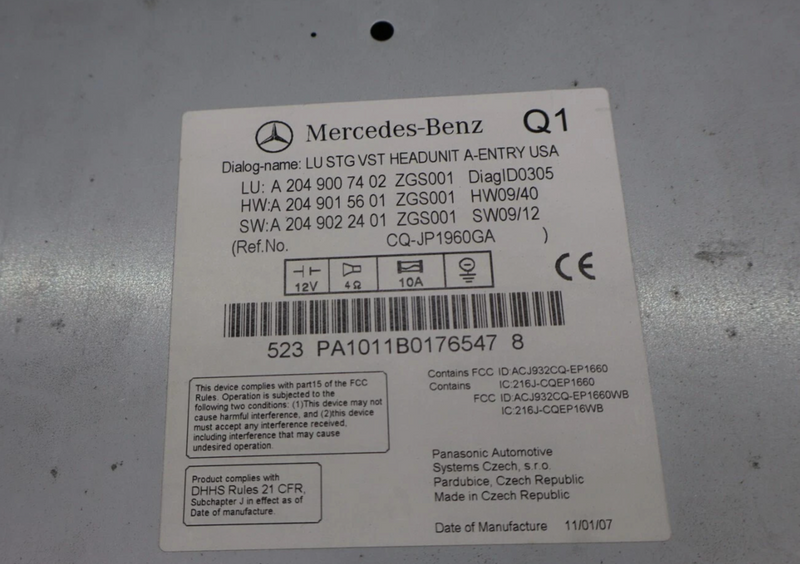 Mercedes-Benz Q1
Dialog-name: LU STG VST HEADUNIT A-ENTRY USA
LU: A 204 900 74 02 ZGS001 DiagID0305
HW:A 204 901 56 01 ZGS001 HW09/40
SW:A 204 902 24 01 ZGS001 SW09/12
(Ref.No. CQ-JP1960GA )
12V 4Ω 10A
CE
523 PA1011B0176547 8
This device complies with part15 of the FCC
Rules. Operation is subjected to the
following two conditions: (1)This device may not
cause harmful interference, and (2)this device
must accept any interference received,
including interference that may cause
undesired operation.
Contains FCC ID:ACJ932CQ-EP1660
Contains IC:216J-CQEP1660
FCC ID:ACJ932CQ-EP1660WB
IC:216J-CQEP16WB
Product complies with
DHHS Rules 21 CFR,
Subchapter J in effect as of
Date of manufacture.
Panasonic Automotive
Systems Czech, s.r.o.
Pardubice, Czech Republic
Made in Czech Republic
Date of Manufacture 11/01/07